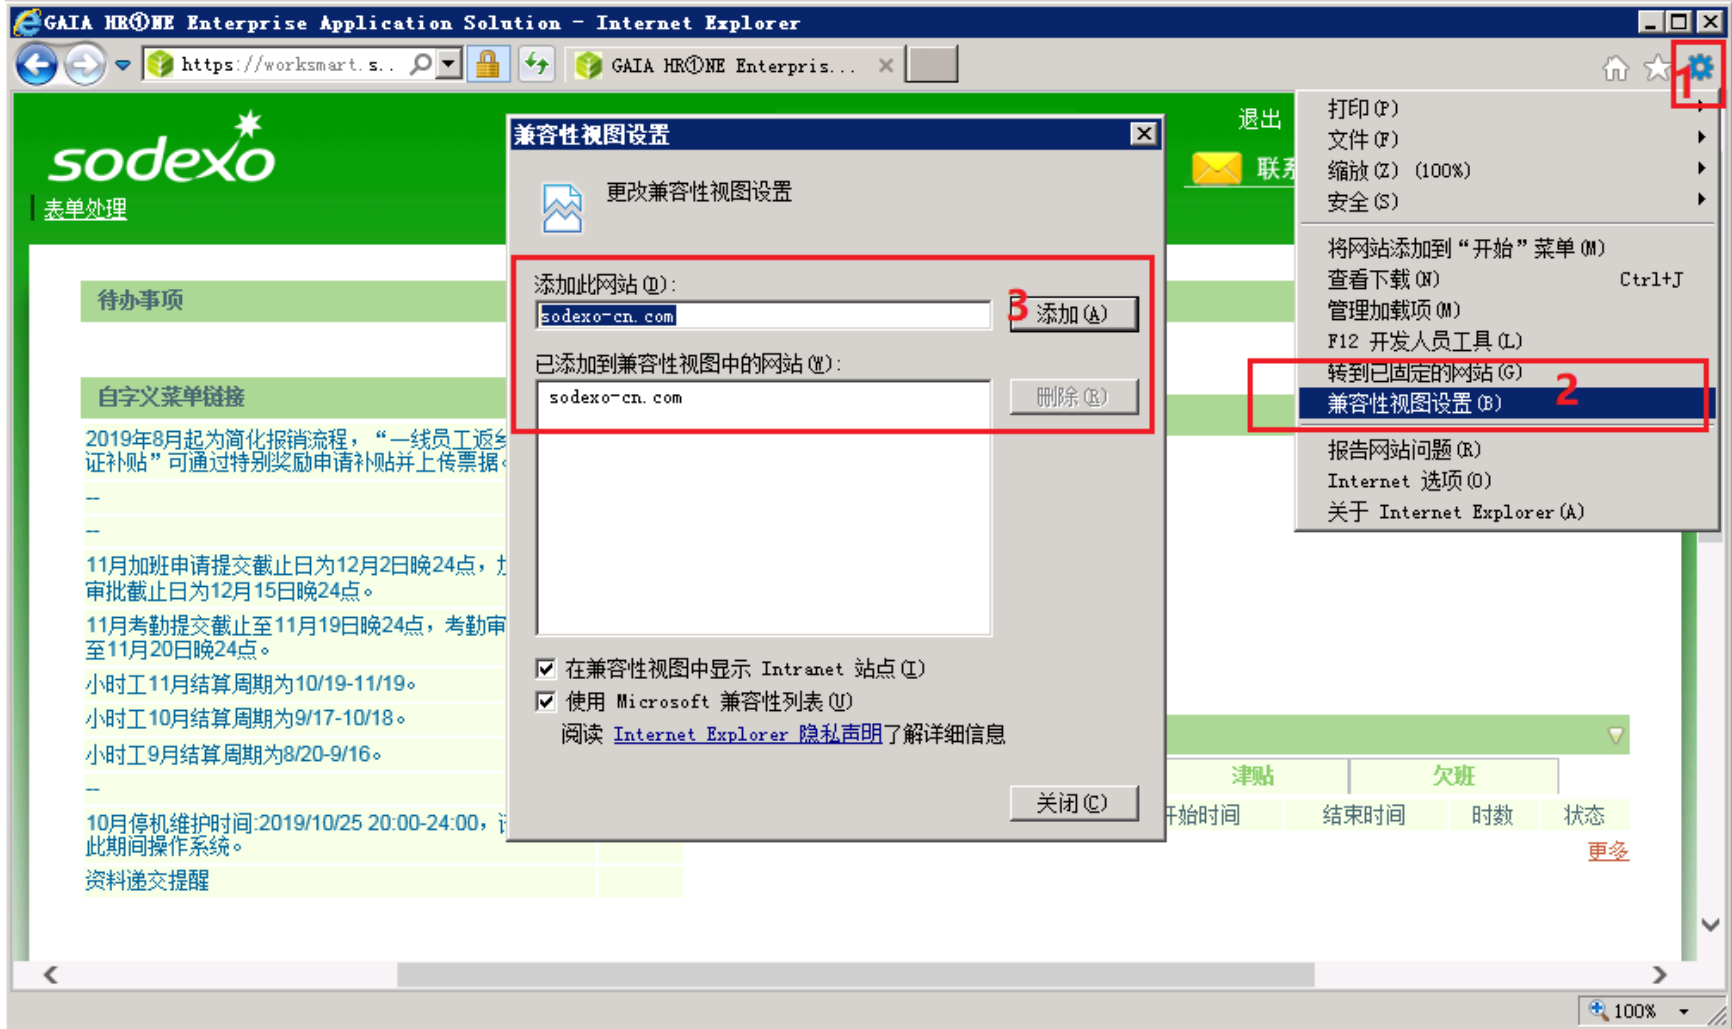 GAIA HR①NE Enterprise Application Solution - Internet Explorer
https://worksmart.s..
GAIA HR①NE Enterpris...
1
sodexo
退出
联系
表单处理
打印(P)
文件(F)
缩放(Z) (100%)
安全(S)
将网站添加到“开始”菜单(M)
查看下载(N) Ctrl+J
管理加载项(M)
F12 开发人员工具(L)
转到已固定的网站(G)
兼容性视图设置(B)
2
报告网站问题(R)
Internet 选项(O)
关于 Internet Explorer(A)
兼容性视图设置
更改兼容性视图设置
添加此网站(D):
sodexo-cn.com
3
添加(A)
已添加到兼容性视图中的网站(W):
sodexo-cn.com
删除(R)
在兼容性视图中显示 Intranet 站点(I)
使用 Microsoft 兼容性列表(U)
阅读 Internet Explorer 隐私声明了解详细信息
关闭(C)
待办事项
自定义菜单链接
2019年8月起为简化报销流程，“一线员工返乡
证补贴”可通过特别奖励申请补贴并上传票据。
--
--
11月加班申请提交截止日为12月2日晚24点，加
审批截止日为12月15日晚24点。
11月考勤提交截止至11月19日晚24点，考勤审
至11月20日晚24点。
小时工11月结算周期为10/19-11/19。
小时工10月结算周期为9/17-10/18。
小时工9月结算周期为8/20-9/16。
--
10月停机维护时间:2019/10/25 20:00-24:00，
此期间操作系统。
资料递交提醒
津贴 欠班
开始时间 结束时间 时数 状态
更多
100%